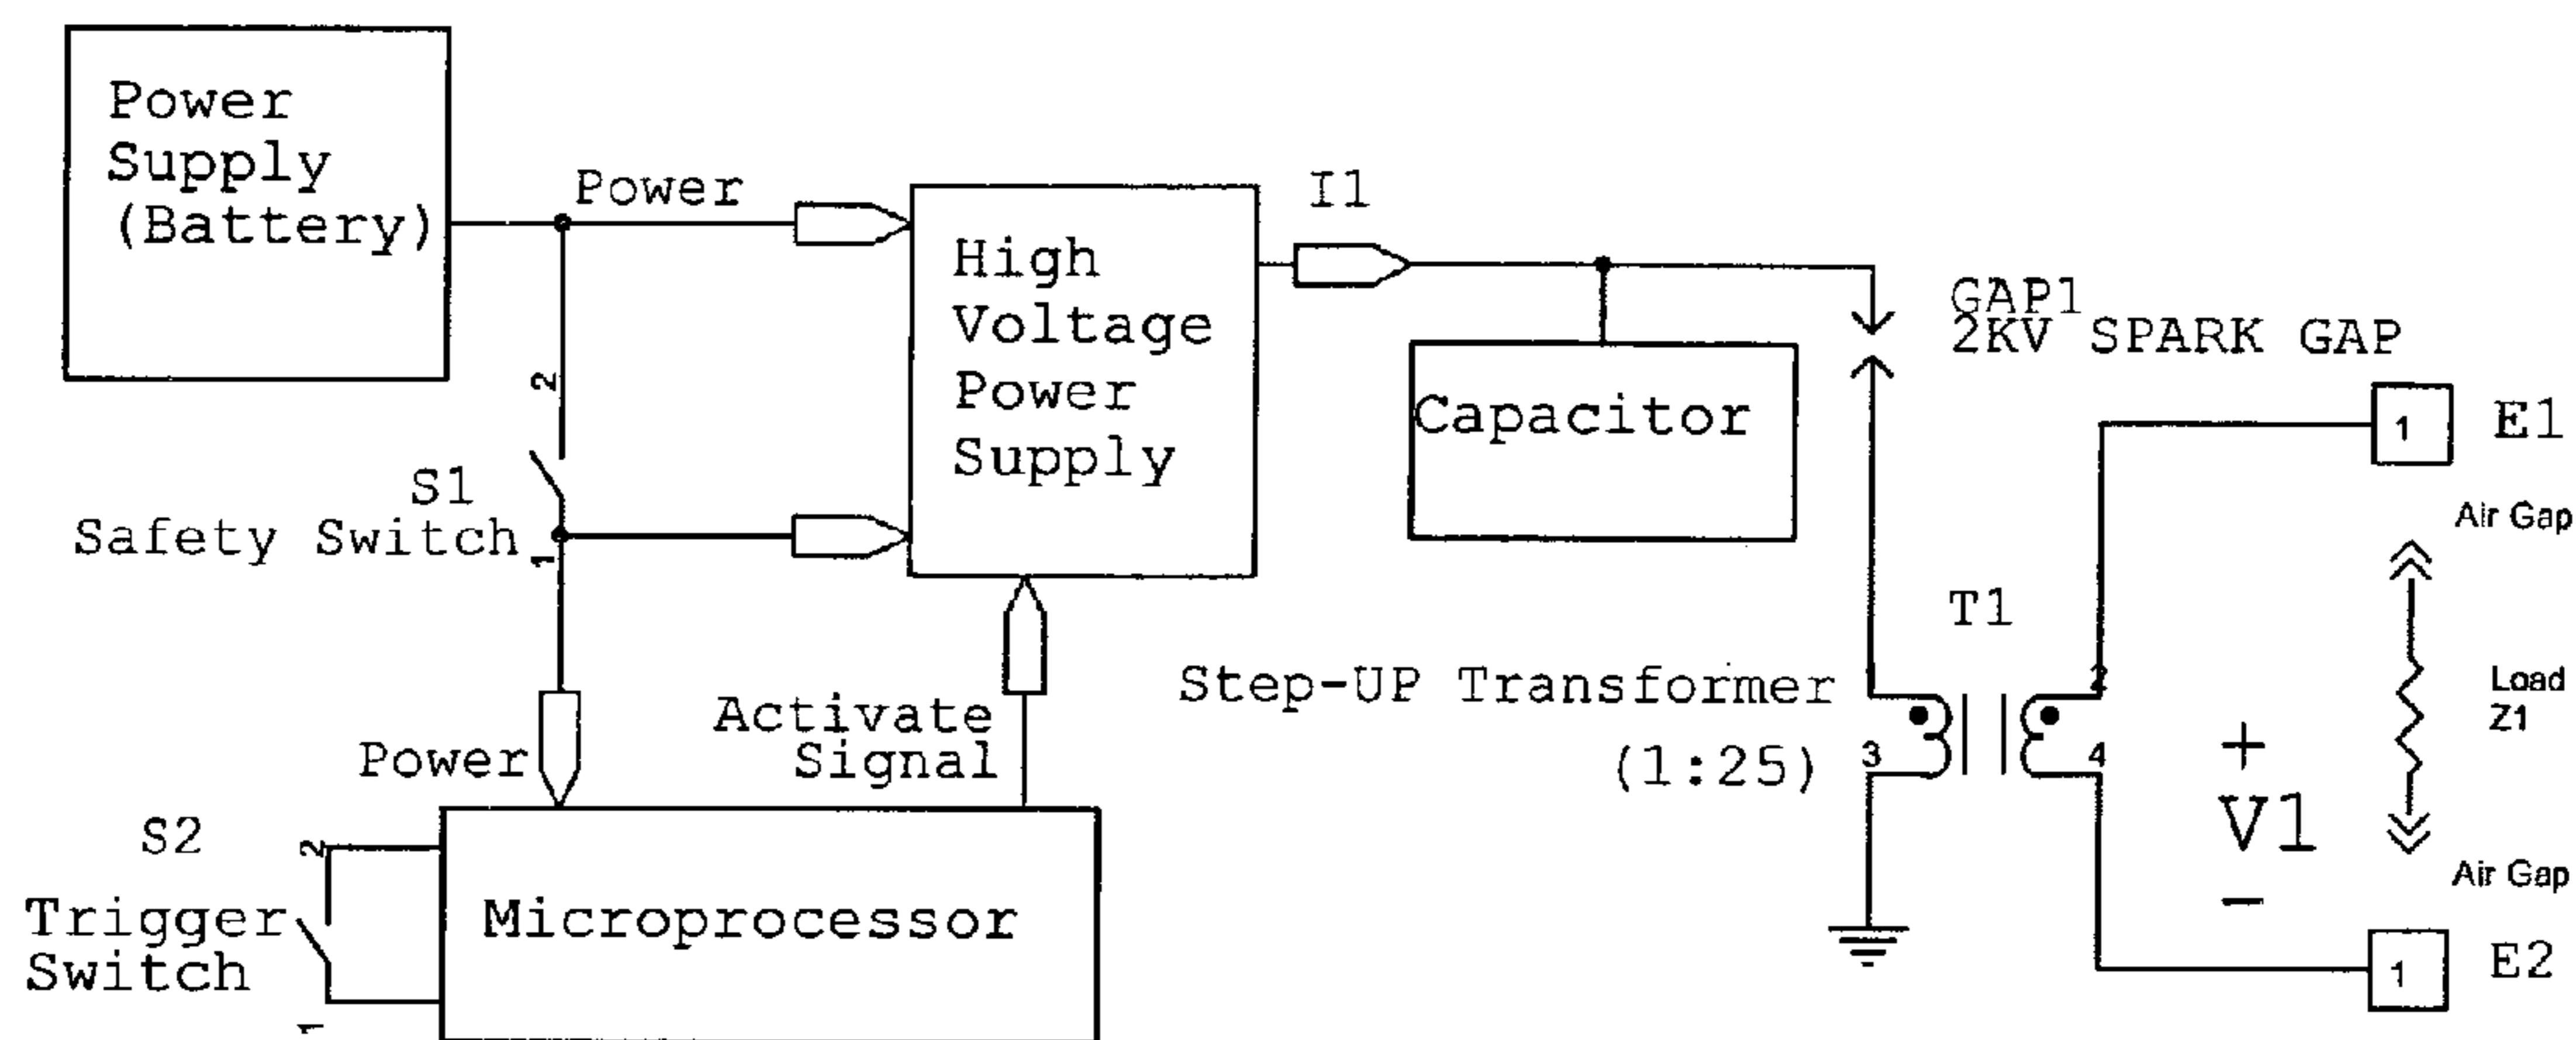 Power
Supply
(Battery)
Power
I1
High
Voltage
Power
Supply
GAP1
2KV SPARK GAP
Capacitor
2
S1
Safety Switch
1
1
E1
Air Gap
T1
Step-UP Transformer
(1:25)
2
3
4
Load
Z1
+
V1
-
Activate
Signal
Power
S2
2
Trigger
Switch
1
Microprocessor
Air Gap
1
E2